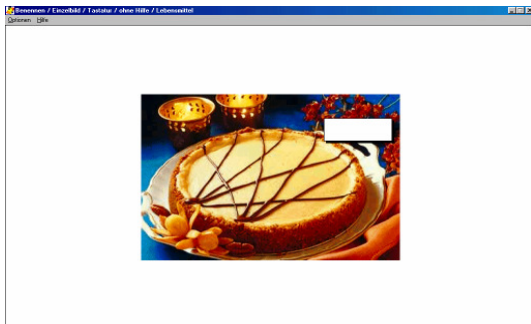 Benennen / Einzelbild / Tastatur / ohne Hilfe / Lebensmittel
Optionen Hilfe